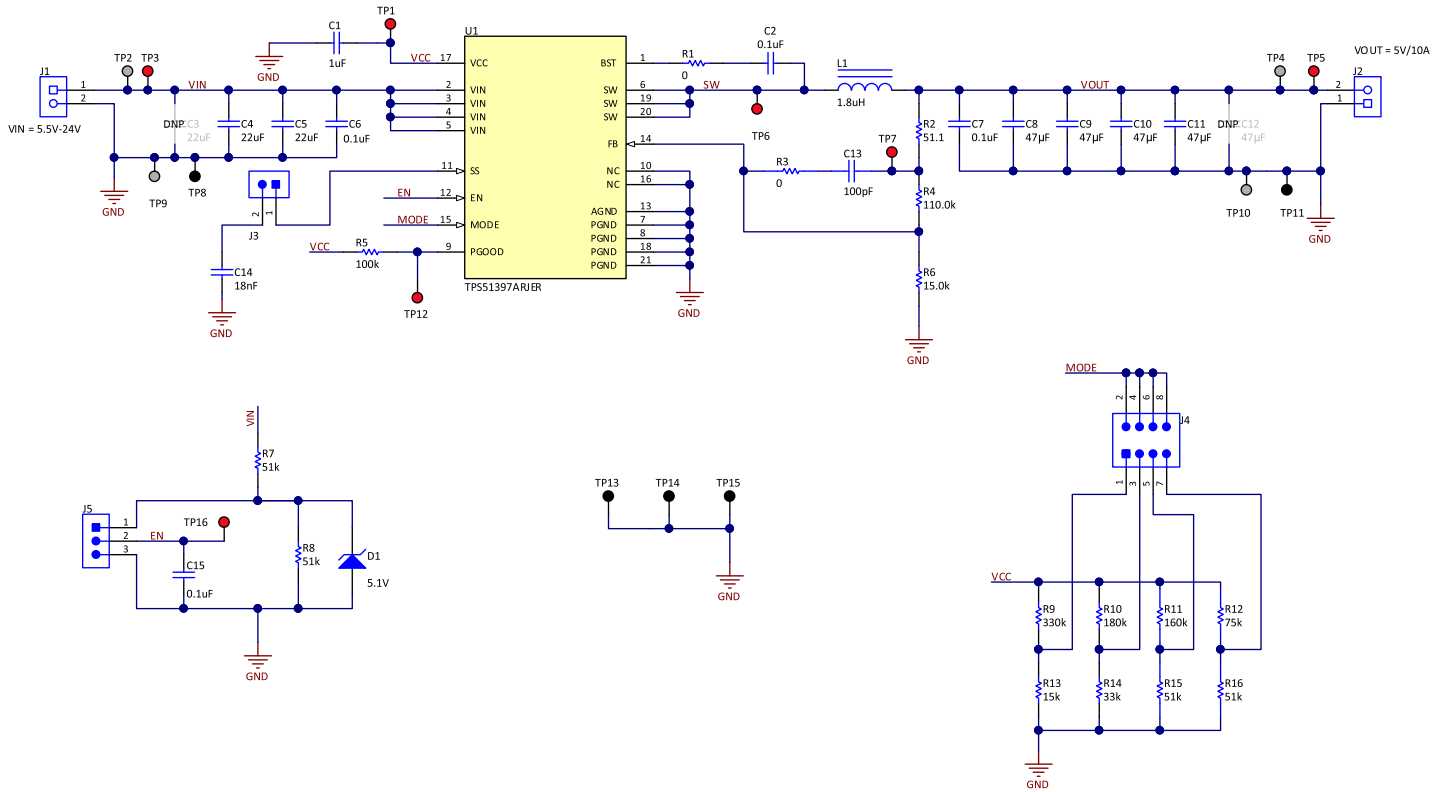 TP1
C1
1uF
GND
VCC
U1
17
VCC
BST
1
R1
0
C2
0.1uF
L1
1.8uH
J1
1
2
VIN = 5.5V-24V
TP2
TP3
VIN
DNP
C3
22uF
C4
22uF
C5
22uF
C6
0.1uF
2
3
4
5
VIN
VIN
VIN
VIN
SW
SW
SW
6
19
20
SW
TP6
VOUT
TP4
TP5
VOUT = 5V/10A
J2
2
1
R2
51.1
C7
0.1uF
C8
47µF
C9
47µF
C10
47µF
C11
47µF
DNP
C12
47µF
FB
14
TP7
R3
0
C13
100pF
R4
110.0k
R6
15.0k
GND
TP9
TP8
GND
TP10
TP11
GND
11
SS
EN
12
EN
MODE
15
MODE
VCC
R5
100k
9
PGOOD
TP12
NC
NC
AGND
PGND
PGND
PGND
PGND
10
16
13
7
8
18
21
GND
TPS51397ARJER
2
1
J3
C14
18nF
GND
VIN
R7
51k
J5
1
2
3
EN
TP16
C15
0.1uF
R8
51k
D1
5.1V
GND
TP13
TP14
TP15
GND
MODE
2
4
6
8
J4
1
3
5
7
VCC
R9
330k
R10
180k
R11
160k
R12
75k
R13
15k
R14
33k
R15
51k
R16
51k
GND